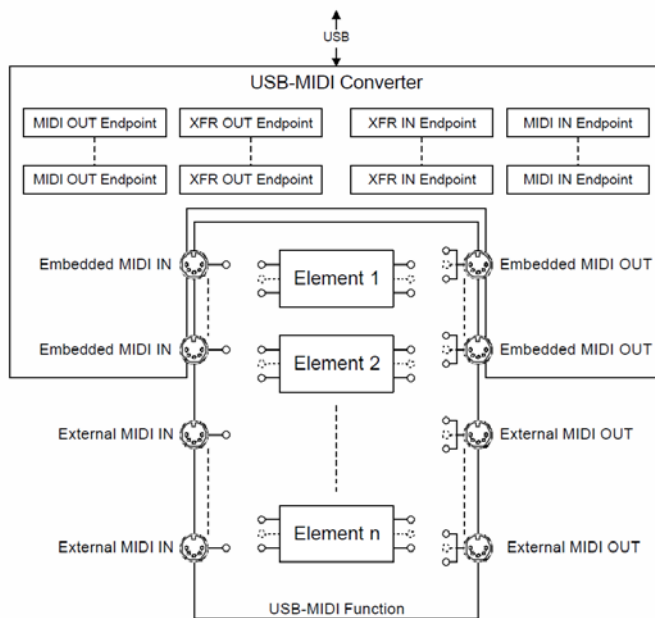 USB
USB-MIDI Converter
MIDI OUT Endpoint
XFR OUT Endpoint
XFR IN Endpoint
MIDI IN Endpoint
MIDI OUT Endpoint
XFR OUT Endpoint
XFR IN Endpoint
MIDI IN Endpoint
Embedded MIDI IN
Element 1
Embedded MIDI OUT
Embedded MIDI IN
Element 2
Embedded MIDI OUT
External MIDI IN
External MIDI OUT
External MIDI IN
Element n
External MIDI OUT
USB-MIDI Function